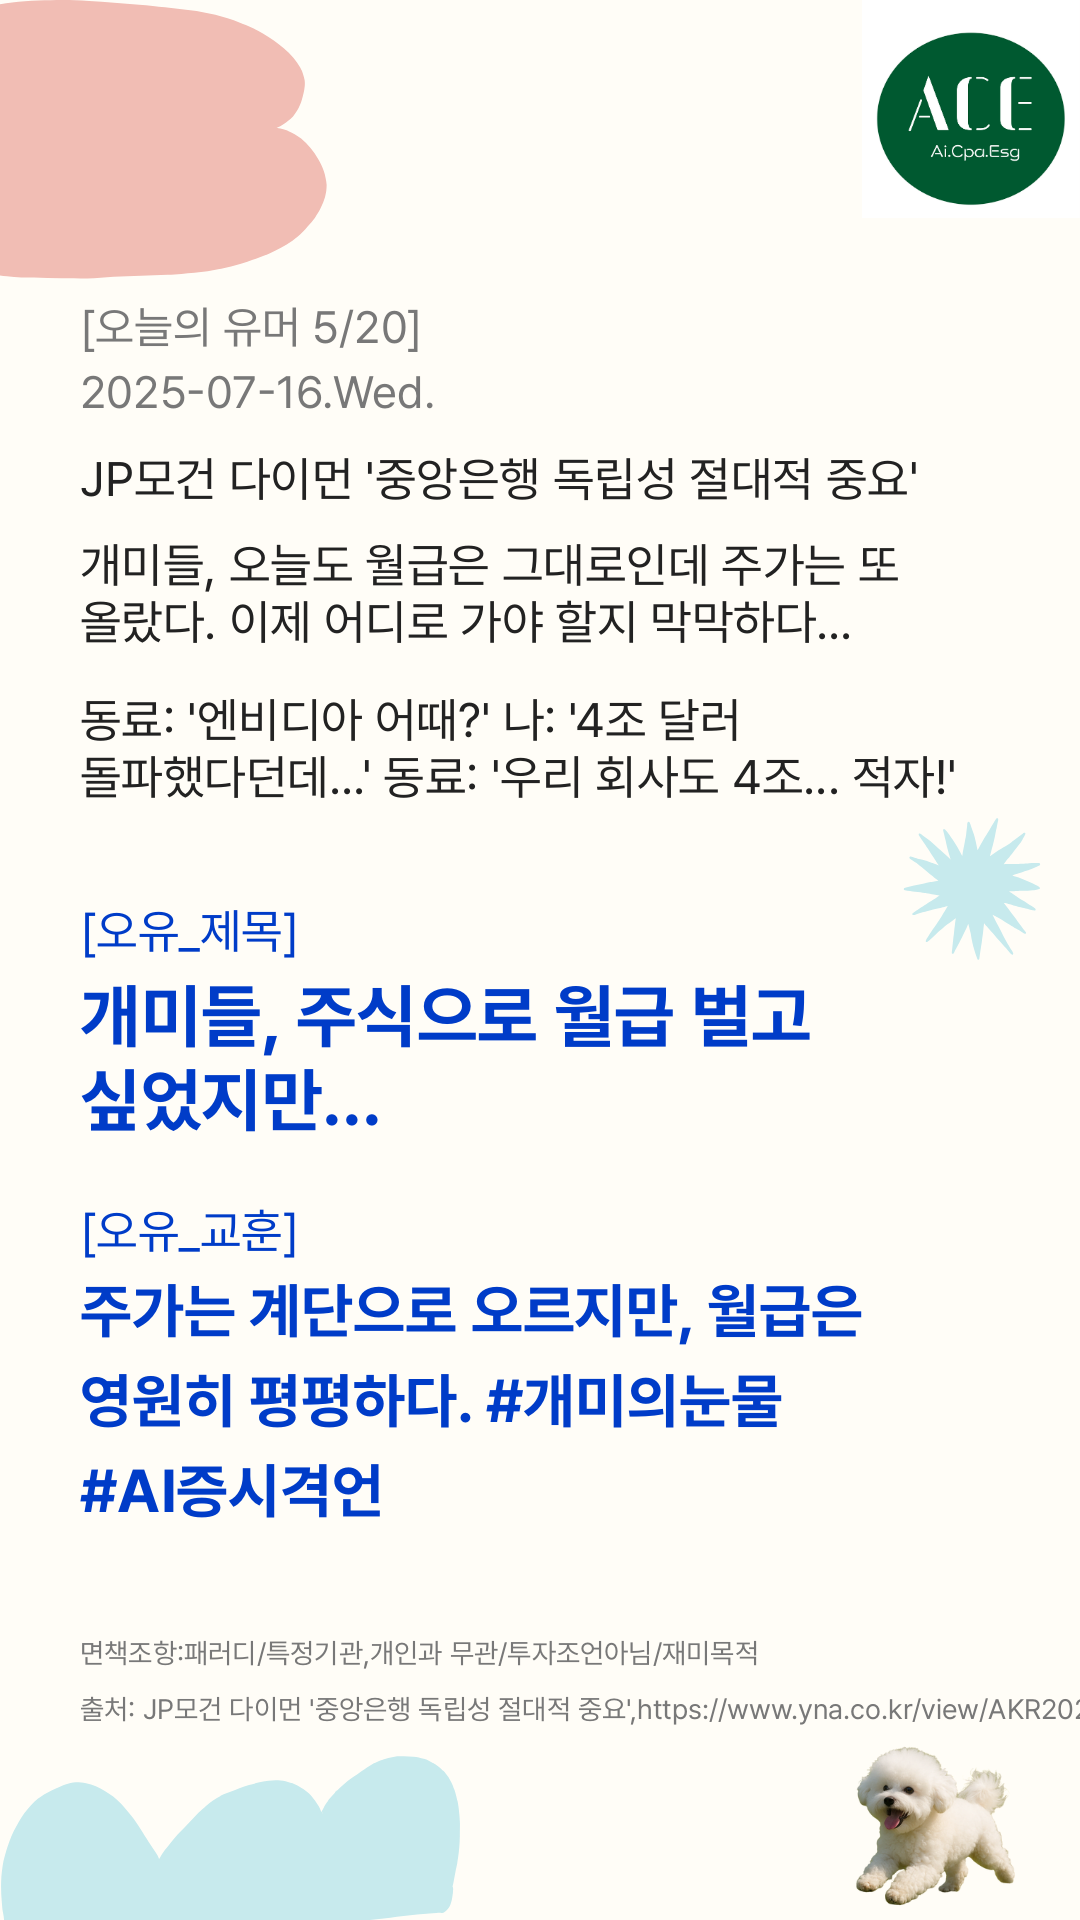 ACE
Ai.Cpa.Esg
[오늘의 유머 5/20]
2025-07-16.Wed.
JP모건 다이먼 '중앙은행 독립성 절대적 중요'
개미들, 오늘도 월급은 그대로인데 주가는 또
올랐다. 이제 어디로 가야 할지 막막하다...
동료: '엔비디아 어때?' 나: '4조 달러
돌파했다던데...' 동료: '우리 회사도 4조... 적자!'
[오유_제목]
개미들, 주식으로 월급 벌고
싶었지만...
[오유_교훈]
주가는 계단으로 오르지만, 월급은
영원히 평평하다. #개미의눈물
#AI증시격언
면책조항:패러디/특정기관,개인과 무관/투자조언아님/재미목적
출처: JP모건 다이먼 '중앙은행 독립성 절대적 중요',https://www.yna.co.kr/view/AKR202